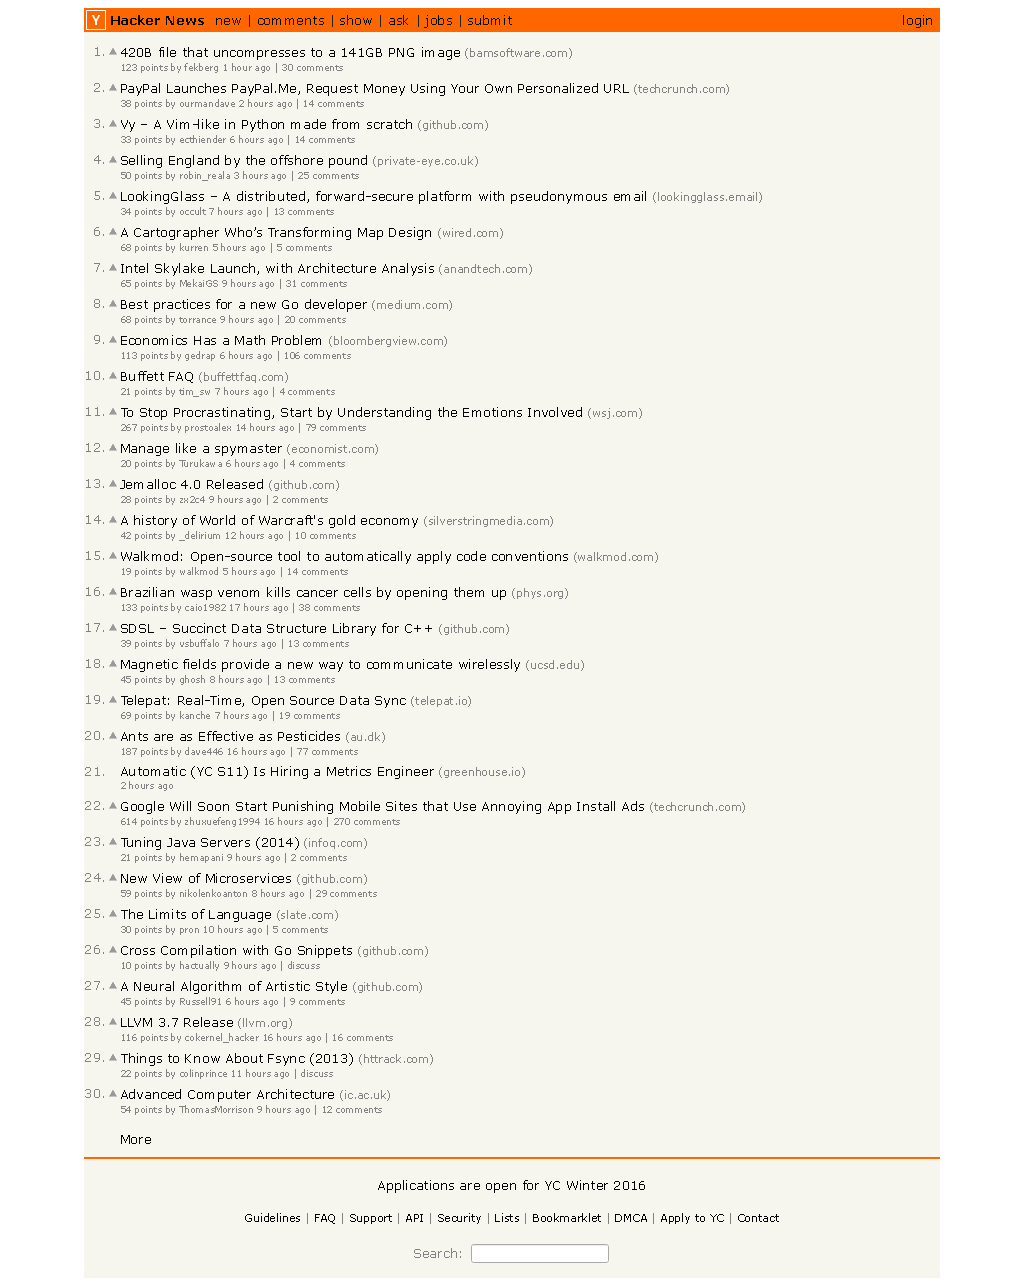 Y Hacker News new | comments | show | ask | jobs | submit login
1. 420B file that uncompresses to a 141GB PNG image (bamsoftware.com)
123 points by fekberg 1 hour ago | 30 comments
2. PayPal Launches PayPal.Me, Request Money Using Your Own Personalized URL (techcrunch.com)
38 points by ourmandave 2 hours ago | 14 comments
3. Vy – A Vim-like in Python made from scratch (github.com)
33 points by ecthiender 6 hours ago | 14 comments
4. Selling England by the offshore pound (private-eye.co.uk)
50 points by robin_reala 3 hours ago | 25 comments
5. LookingGlass – A distributed, forward-secure platform with pseudonymous email (lookingglass.email)
34 points by occult 7 hours ago | 13 comments
6. A Cartographer Who’s Transforming Map Design (wired.com)
68 points by kurren 5 hours ago | 5 comments
7. Intel Skylake Launch, with Architecture Analysis (anandtech.com)
65 points by MekaiGS 9 hours ago | 31 comments
8. Best practices for a new Go developer (medium.com)
68 points by torrance 9 hours ago | 20 comments
9. Economics Has a Math Problem (bloombergview.com)
113 points by gedrap 6 hours ago | 106 comments
10. Buffett FAQ (buffettfaq.com)
21 points by tim_sw 7 hours ago | 4 comments
11. To Stop Procrastinating, Start by Understanding the Emotions Involved (wsj.com)
267 points by prostoalex 14 hours ago | 79 comments
12. Manage like a spymaster (economist.com)
20 points by Turukawa 6 hours ago | 4 comments
13. Jemalloc 4.0 Released (github.com)
28 points by zx2c4 9 hours ago | 2 comments
14. A history of World of Warcraft's gold economy (silverstringmedia.com)
42 points by _delirium 12 hours ago | 10 comments
15. Walkmod: Open-source tool to automatically apply code conventions (walkmod.com)
19 points by walkmod 5 hours ago | 14 comments
16. Brazilian wasp venom kills cancer cells by opening them up (phys.org)
133 points by caio1982 17 hours ago | 38 comments
17. SDSL – Succinct Data Structure Library for C++ (github.com)
39 points by vsbuffalo 7 hours ago | 13 comments
18. Magnetic fields provide a new way to communicate wirelessly (ucsd.edu)
45 points by ghosh 8 hours ago | 13 comments
19. Telepat: Real-Time, Open Source Data Sync (telepat.io)
69 points by kanche 7 hours ago | 19 comments
20. Ants are as Effective as Pesticides (au.dk)
187 points by dave446 16 hours ago | 77 comments
21. Automatic (YC S11) Is Hiring a Metrics Engineer (greenhouse.io)
2 hours ago
22. Google Will Soon Start Punishing Mobile Sites that Use Annoying App Install Ads (techcrunch.com)
614 points by zhuxuefeng1994 16 hours ago | 270 comments
23. Tuning Java Servers (2014) (infoq.com)
21 points by hemapani 9 hours ago | 2 comments
24. New View of Microservices (github.com)
59 points by nikolenkoanton 8 hours ago | 29 comments
25. The Limits of Language (slate.com)
30 points by pron 10 hours ago | 5 comments
26. Cross Compilation with Go Snippets (github.com)
10 points by hactually 9 hours ago | discuss
27. A Neural Algorithm of Artistic Style (github.com)
45 points by Russell91 6 hours ago | 9 comments
28. LLVM 3.7 Release (llvm.org)
116 points by cokernel_hacker 16 hours ago | 16 comments
29. Things to Know About Fsync (2013) (httrack.com)
22 points by colinprince 11 hours ago | discuss
30. Advanced Computer Architecture (ic.ac.uk)
54 points by ThomasMorrison 9 hours ago | 12 comments
More
Applications are open for YC Winter 2016
Guidelines | FAQ | Support | API | Security | Lists | Bookmarklet | DMCA | Apply to YC | Contact
Search: